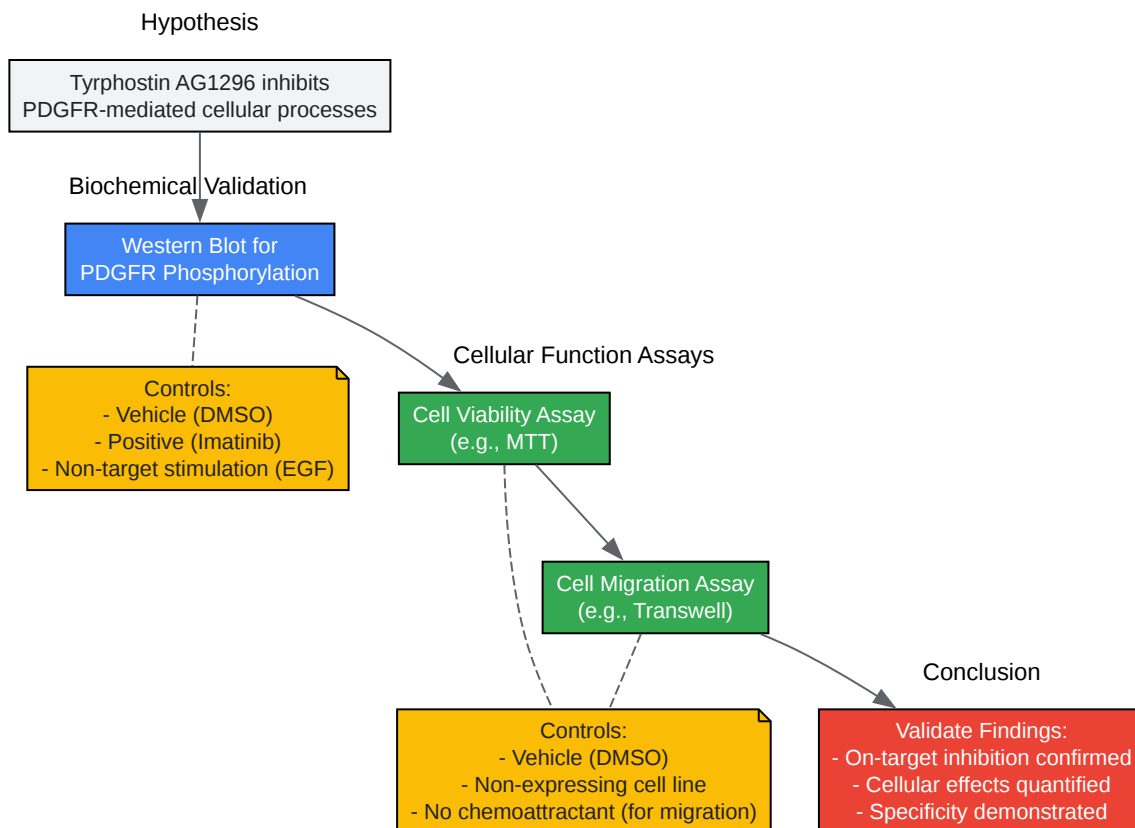 Hypothesis
Tyrphostin AG1296 inhibits
PDGFR-mediated cellular processes
Biochemical Validation
Western Blot for
PDGFR Phosphorylation
Controls:
- Vehicle (DMSO)
- Positive (Imatinib)
- Non-target stimulation (EGF)
Cellular Function Assays
Cell Viability Assay
(e.g., MTT)
Cell Migration Assay
(e.g., Transwell)
Controls:
- Vehicle (DMSO)
- Non-expressing cell line
- No chemoattractant (for migration)
Conclusion
Validate Findings:
- On-target inhibition confirmed
- Cellular effects quantified
- Specificity demonstrated